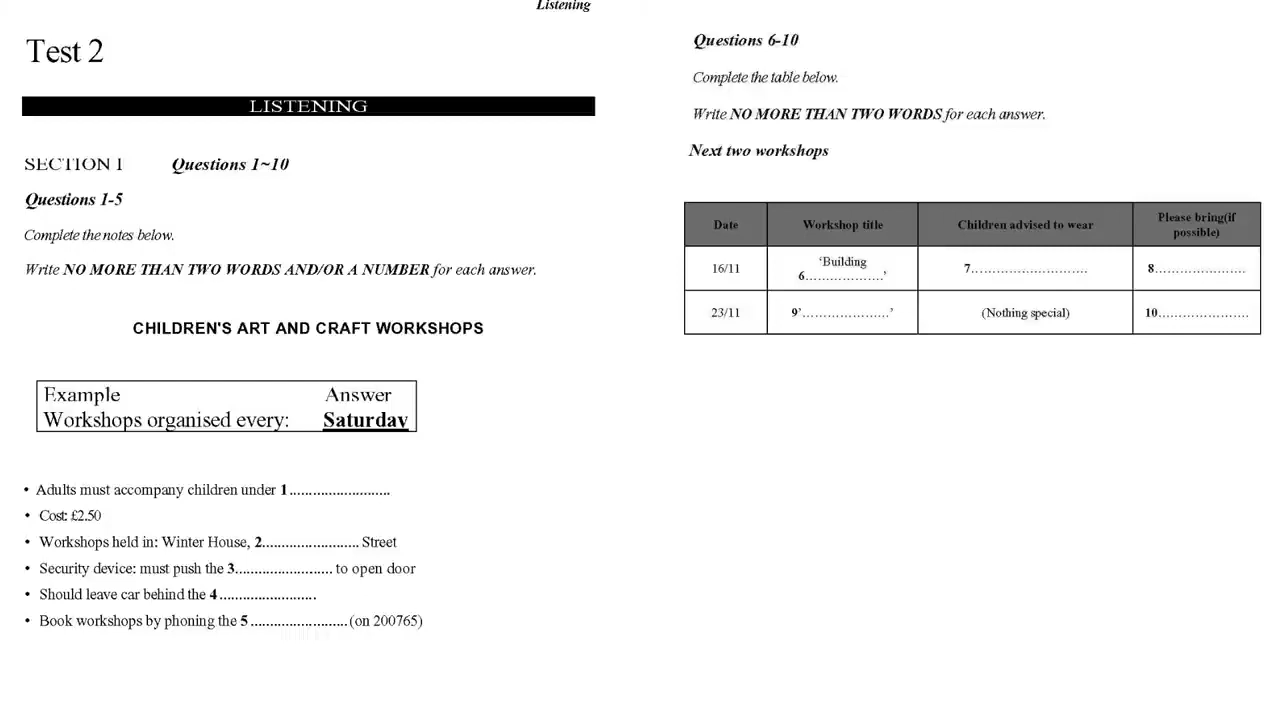 Listening
Test 2
LISTENING
SECTION I Questions 1~10
Questions 1-5
Complete the notes below.
Write NO MORE THAN TWO WORDS AND/OR A NUMBER for each answer.
CHILDREN'S ART AND CRAFT WORKSHOPS
Example Answer
Workshops organised every: Saturday
• Adults must accompany children under 1.........................
• Cost: £2.50
• Workshops held in: Winter House, 2......................... Street
• Security device: must push the 3......................... to open door
• Should leave car behind the 4.........................
• Book workshops by phoning the 5.........................(on 200765)
Questions 6-10
Complete the table below.
Write NO MORE THAN TWO WORDS for each answer.
Next two workshops
Date Workshop title Children advised to wear Please bring(if
possible)
16/11 ‘Building
6………………’ 7……………………… 8…………………
23/11 9’…………………’ (Nothing special) 10…………………